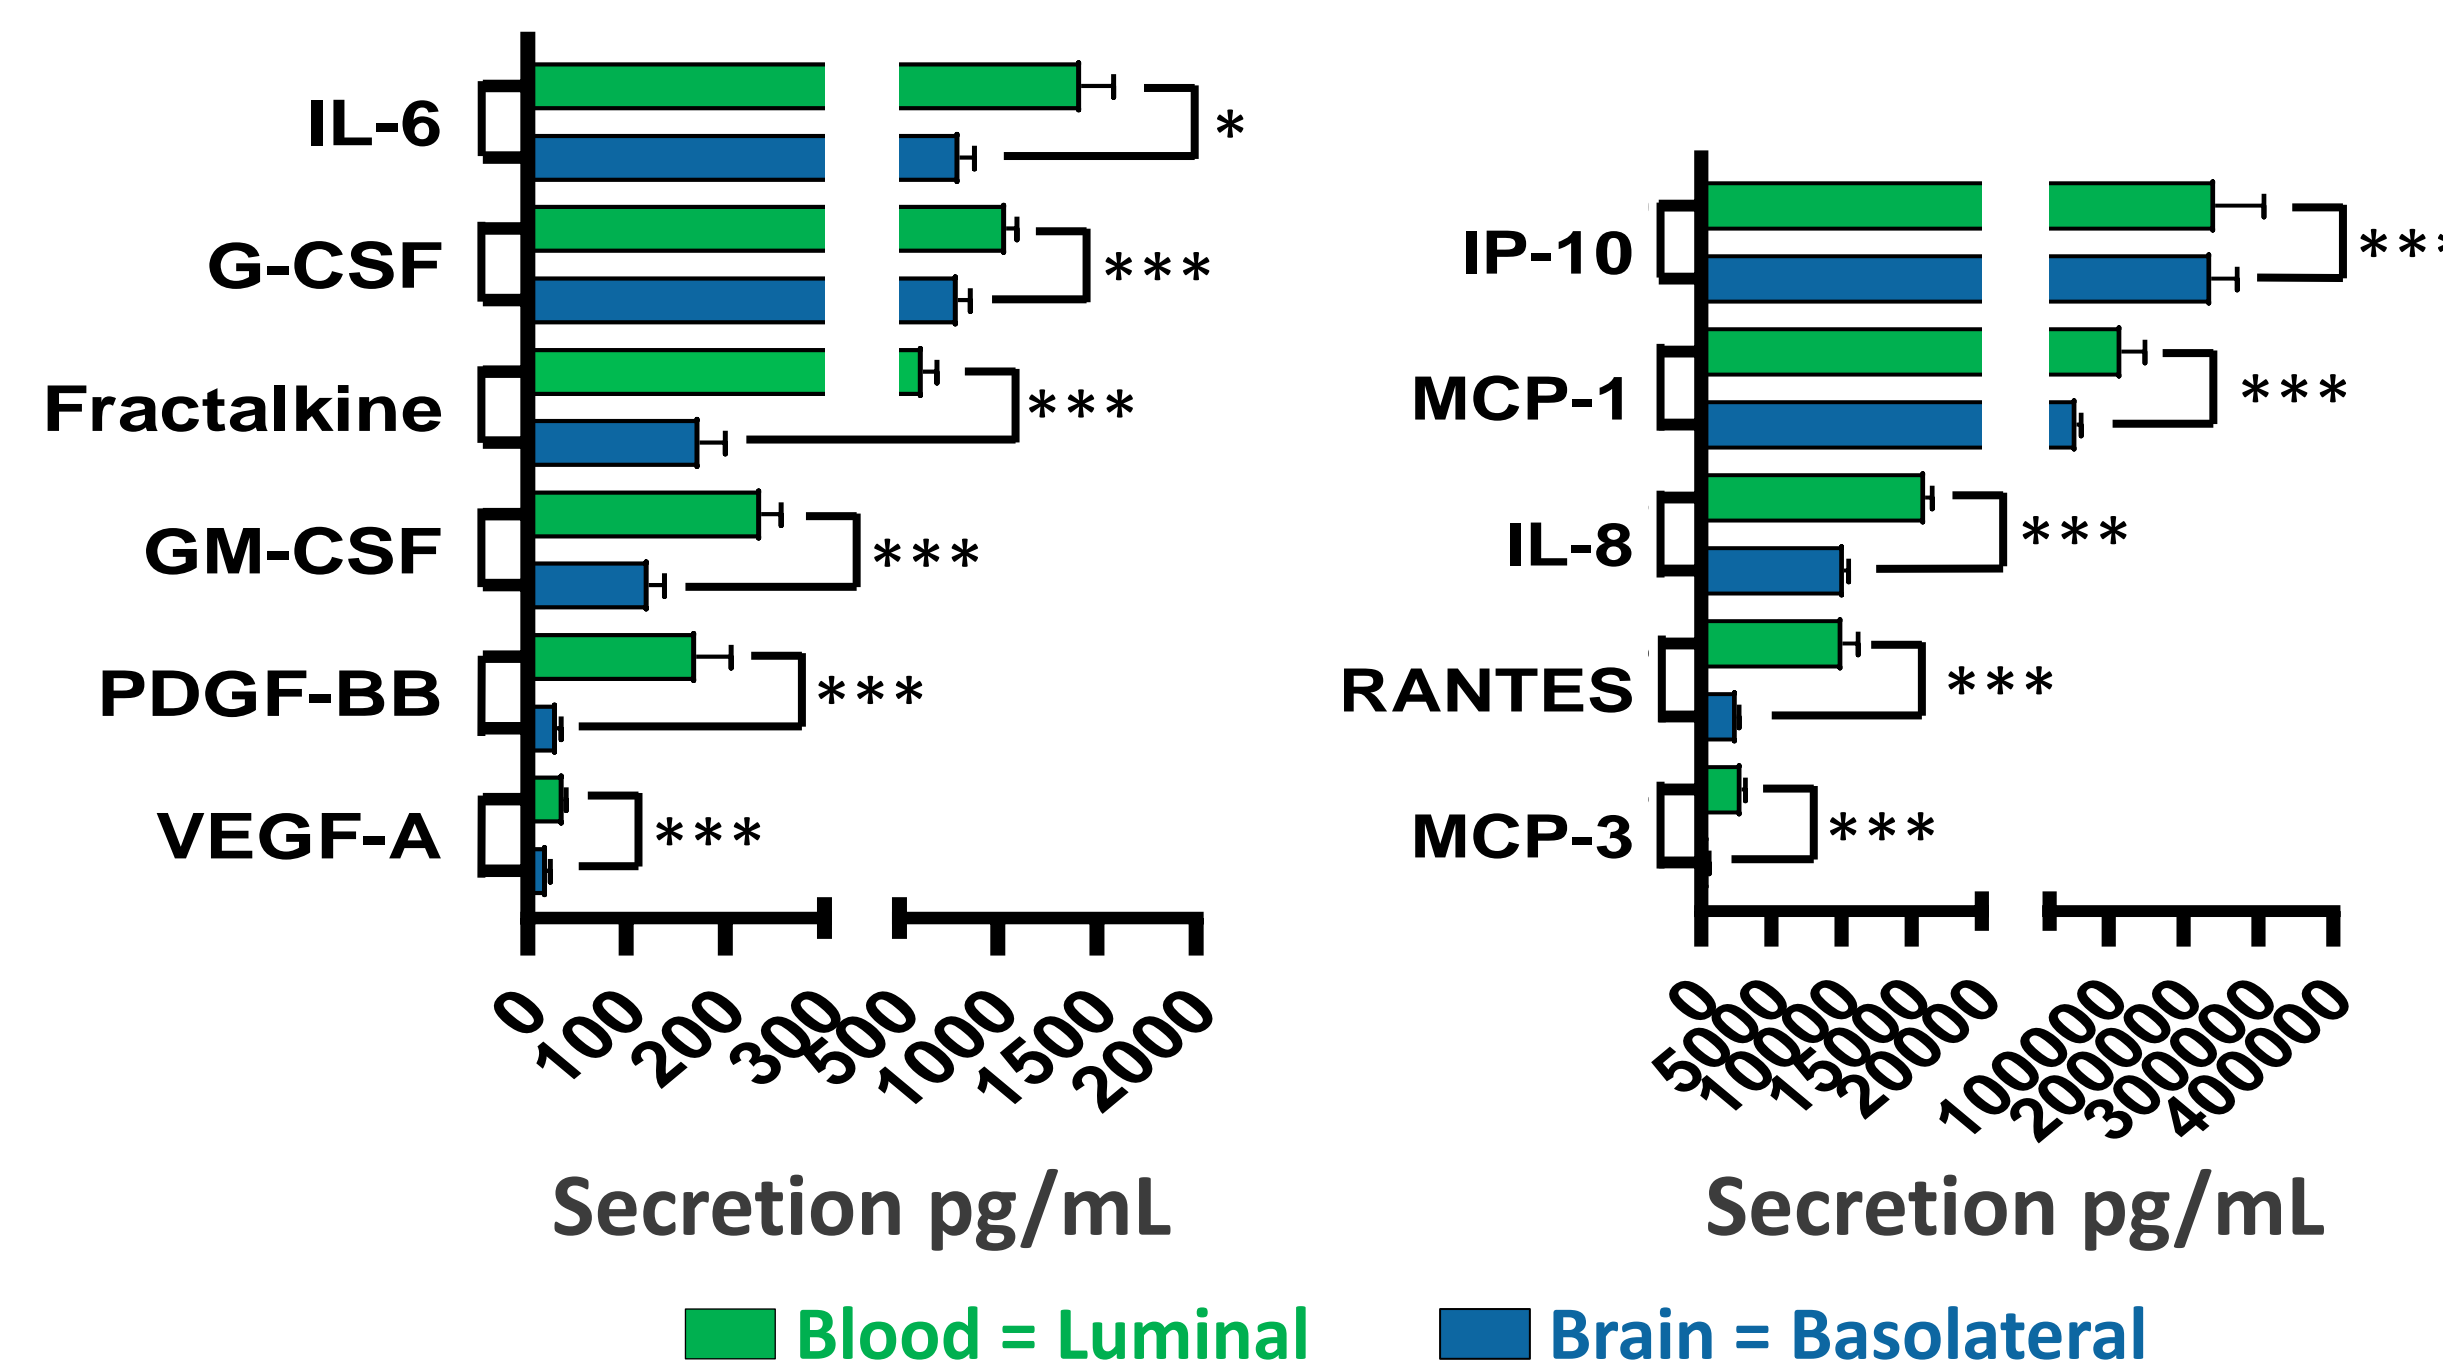 IL-6
*
G-CSF
***
Fractalkine
***
GM-CSF
***
PDGF-BB
***
VEGF-A
***
0 100 200 300 500 1000 1500 2000
Secretion pg/mL
IP-10
***
MCP-1
***
IL-8
***
RANTES
***
MCP-3
***
0 5000 10000 15000 20000 100000 200000 300000 400000
Secretion pg/mL
Blood = Luminal
Brain = Basolateral